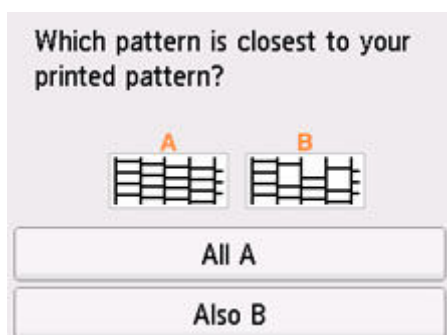 Which pattern is closest to your
printed pattern?
A B
All A
Also B